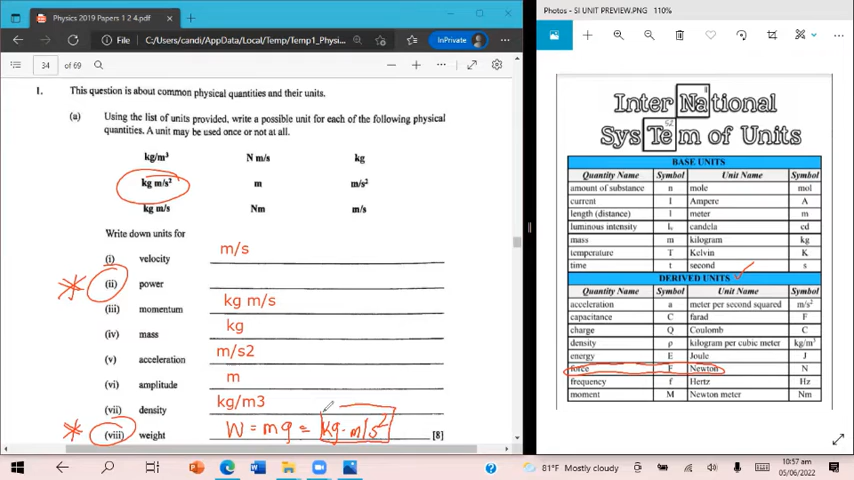 Physics 2019 Papers 1 2 4.pdf
Photos - SI UNIT PREVIEW.PNG 110%
File
C:/Users/candi/AppData/Local/Temp/Temp1_Physi...
InPrivate
34 of 69
1. This question is about common physical quantities and their units.
(a) Using the list of units provided, write a possible unit for each of the following physical
quantities. A unit may be used once or not at all.
kg/m³ N m/s kg
kg m/s² m m/s²
kg m/s Nm m/s
Write down units for
(i) velocity m/s
(ii) power
(iii) momentum kg m/s
(iv) mass kg
(v) acceleration m/s2
(vi) amplitude m
(vii) density kg/m3
(viii) weight W = mg = kg·m/s² [8]
Inter National
11
SysTem of Units
52
BASE UNITS
Quantity Name Symbol Unit Name Symbol
amount of substance n mole mol
current I Ampere A
length (distance) l meter m
luminous intensity Iᵥ candela cd
mass m kilogram kg
temperature T Kelvin K
time t second s
DERIVED UNITS
Quantity Name Symbol Unit Name Symbol
acceleration a meter per second squared m/s²
capacitance C farad F
charge Q Coulomb C
density ρ kilogram per cubic meter kg/m³
energy E Joule J
force F Newton N
frequency f Hertz Hz
moment M Newton meter Nm
81°F Mostly cloudy
10:57 am
05/06/2022